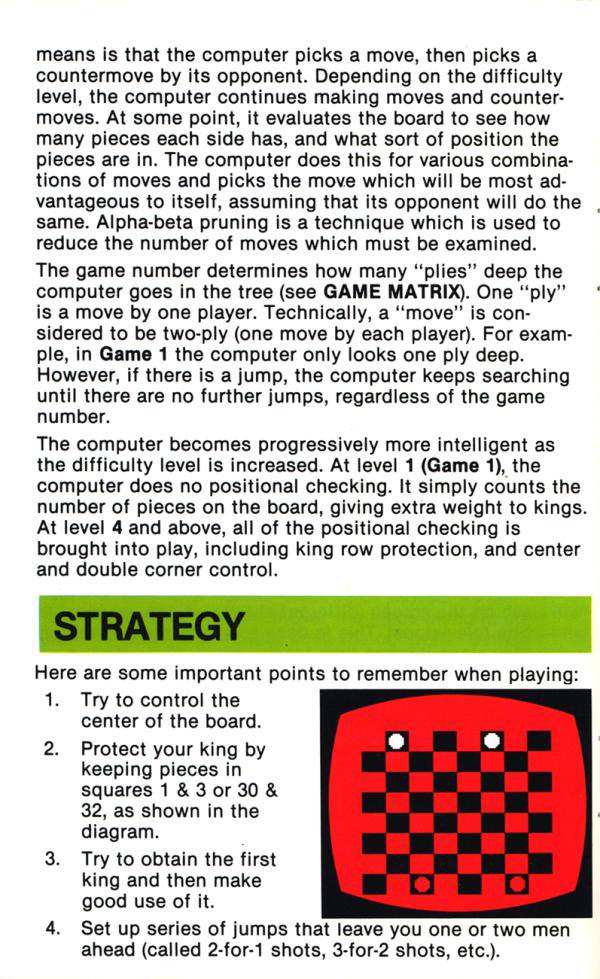 means is that the computer picks a move, then picks a
countermove by its opponent. Depending on the difficulty
level, the computer continues making moves and counter-
moves. At some point, it evaluates the board to see how
many pieces each side has, and what sort of position the
pieces are in. The computer does this for various combina-
tions of moves and picks the move which will be most ad-
vantageous to itself, assuming that its opponent will do the
same. Alpha-beta pruning is a technique which is used to
reduce the number of moves which must be examined.
The game number determines how many "plies" deep the
computer goes in the tree (see GAME MATRIX). One "ply"
is a move by one player. Technically, a "move" is con-
sidered to be two-ply (one move by each player). For exam-
ple, in Game 1 the computer only looks one ply deep.
However, if there is a jump, the computer keeps searching
until there are no further jumps, regardless of the game
number.
The computer becomes progressively more intelligent as
the difficulty level is increased. At level 1 (Game 1), the
computer does no positional checking. It simply counts the
number of pieces on the board, giving extra weight to kings.
At level 4 and above, all of the positional checking is
brought into play, including king row protection, and center
and double corner control.
STRATEGY
Here are some important points to remember when playing:
1. Try to control the
center of the board.
2. Protect your king by
keeping pieces in
squares 1 & 3 or 30 &
32, as shown in the
diagram.
3. Try to obtain the first
king and then make
good use of it.
4. Set up series of jumps that leave you one or two men
ahead (called 2-for-1 shots, 3-for-2 shots, etc.).